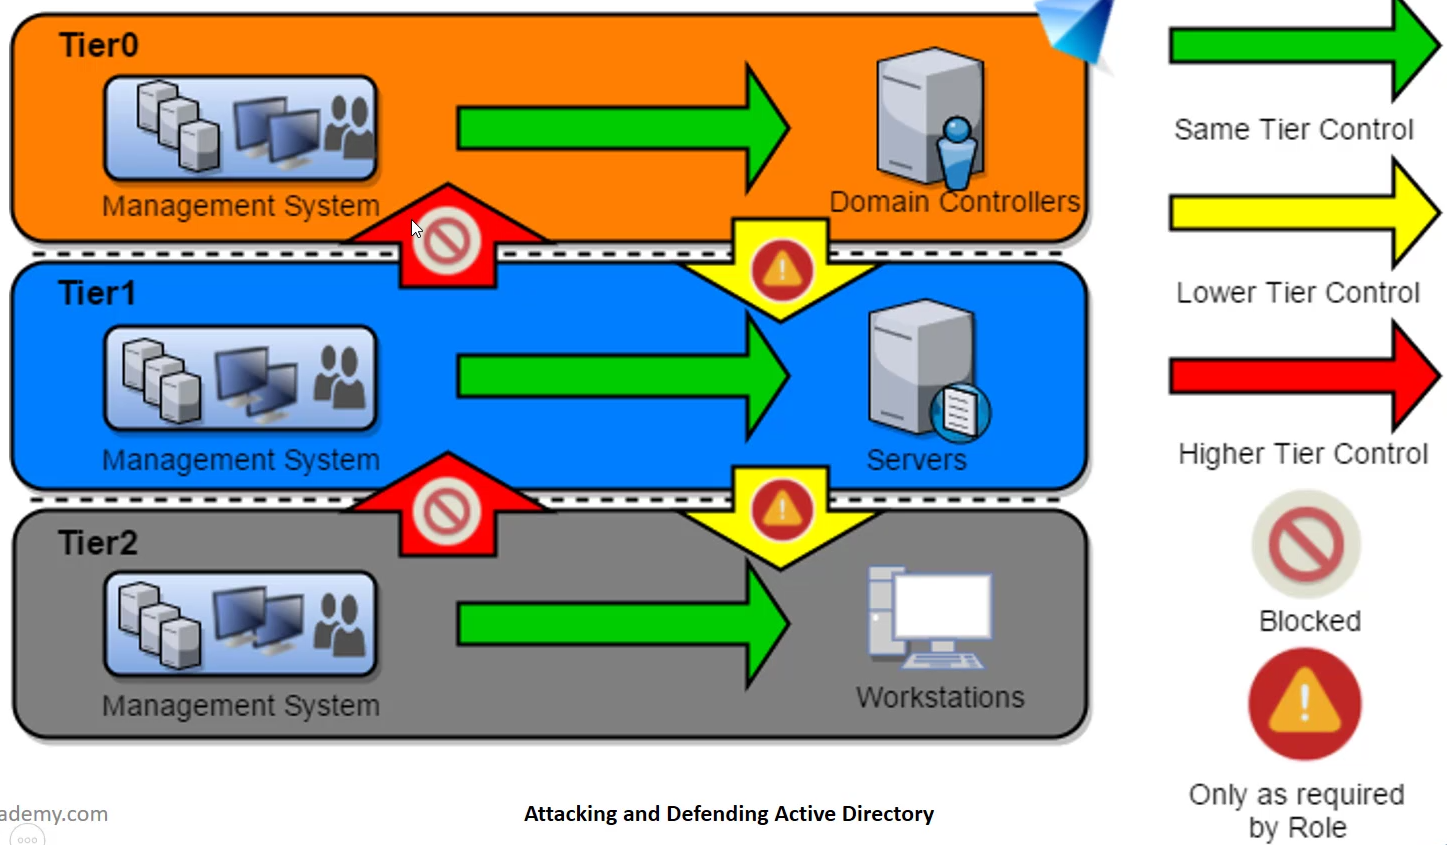 Tier0
Management System
Domain Controllers
Tier1
Management System
Servers
Tier2
Management System
Workstations
Same Tier Control
Lower Tier Control
Higher Tier Control
Blocked
Only as required
by Role
ademy.com
Attacking and Defending Active Directory